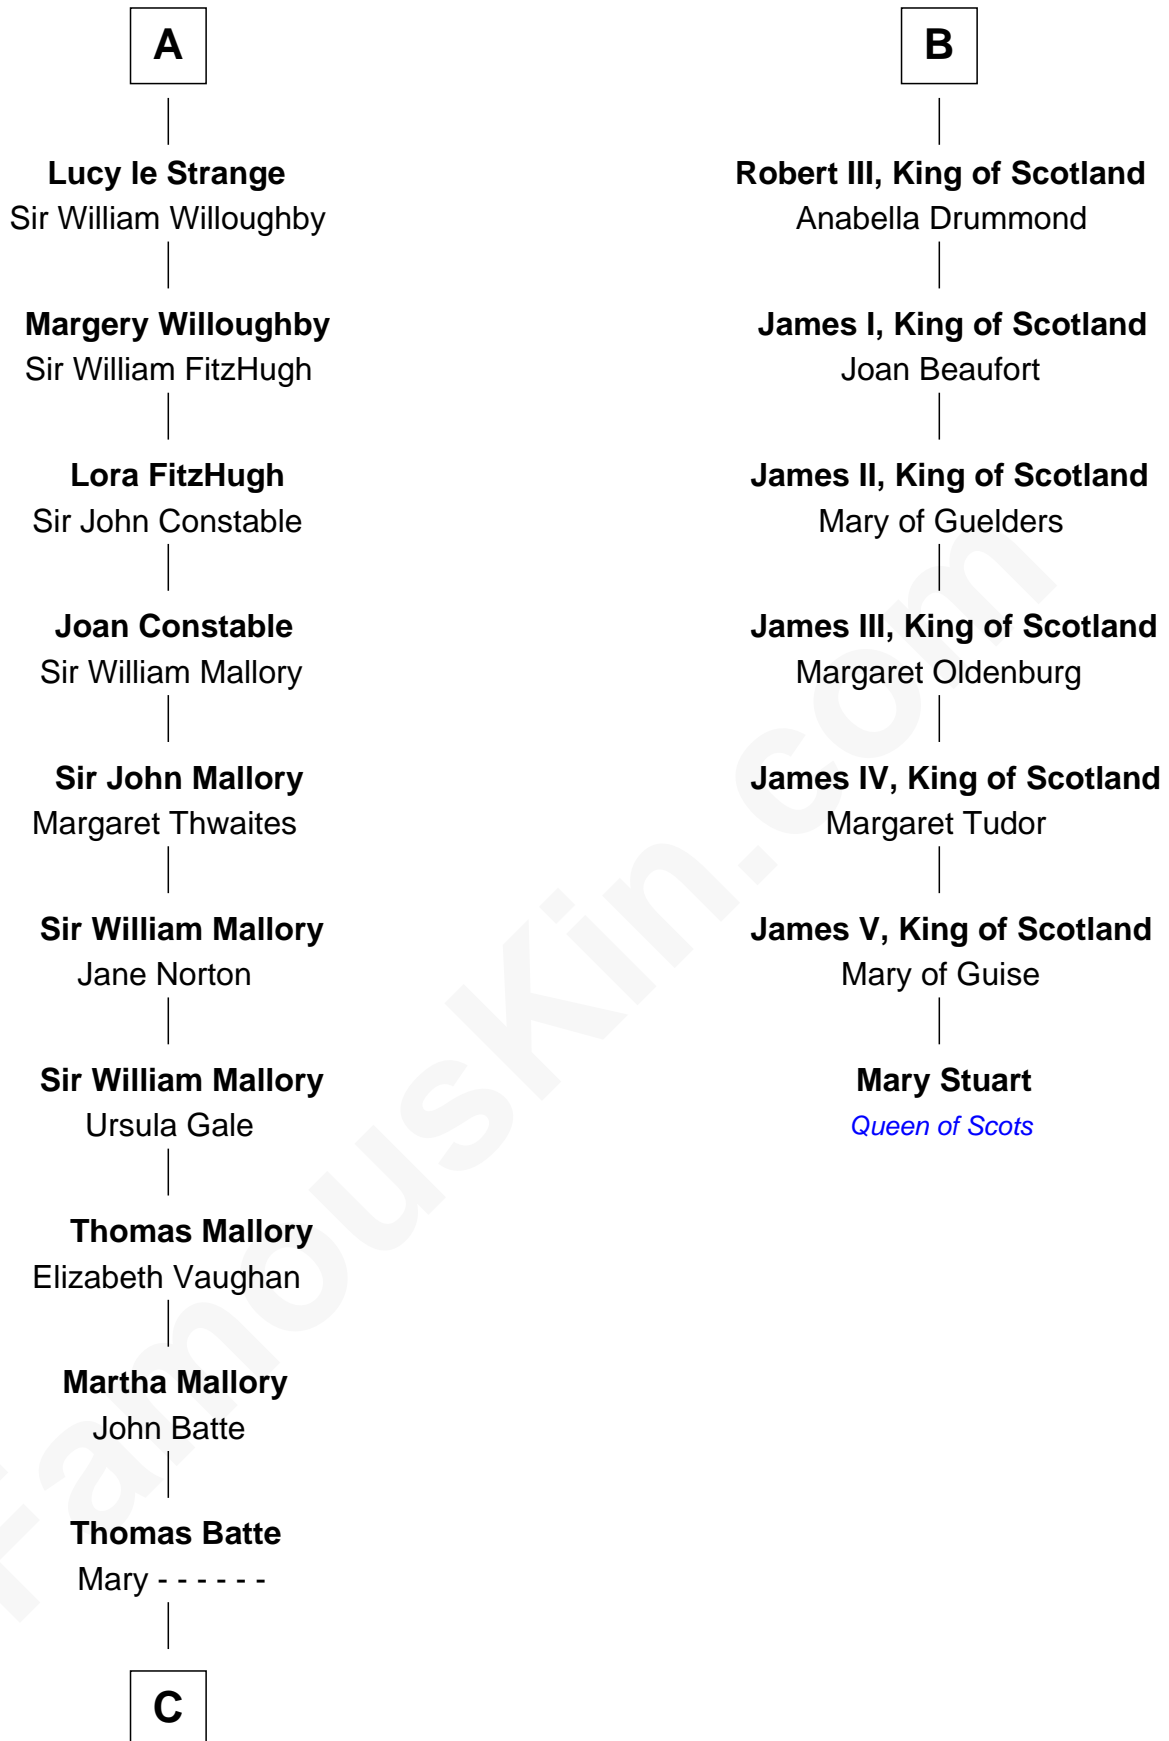 A
Lucy le Strange
Sir William Willoughby
Margery Willoughby
Sir William FitzHugh
Lora FitzHugh
Sir John Constable
Joan Constable
Sir William Mallory
Sir John Mallory
Margaret Thwaites
Sir William Mallory
Jane Norton
Sir William Mallory
Ursula Gale
Thomas Mallory
Elizabeth Vaughan
Martha Mallory
John Batte
Thomas Batte
Mary - - - - - -
C
B
Robert III, King of Scotland
Anabella Drummond
James I, King of Scotland
Joan Beaufort
James II, King of Scotland
Mary of Guelders
James III, King of Scotland
Margaret Oldenburg
James IV, King of Scotland
Margaret Tudor
James V, King of Scotland
Mary of Guise
Mary Stuart
Queen of Scots
FamousKin.com